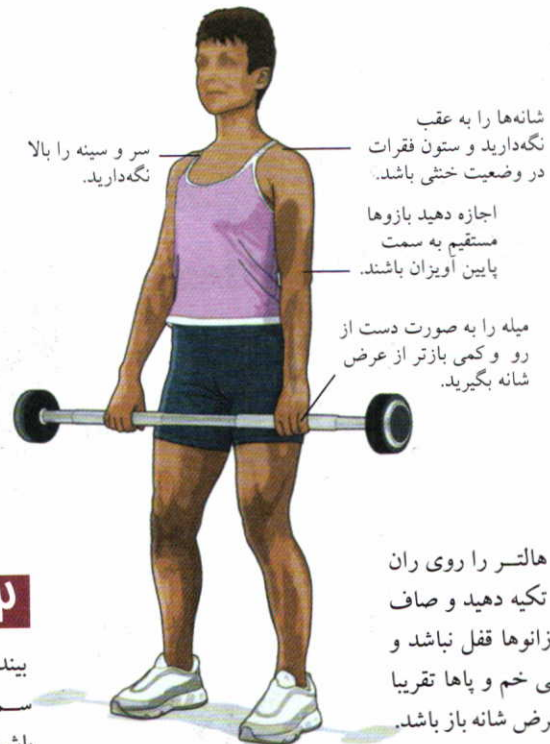 شانه‌ها را به عقب
نگه‌دارید و ستون فقرات
در وضعیت خنثی باشد.
سر و سینه را بالا
نگه‌دارید.
اجازه دهید بازوها
مستقیم به سمت
پایین آویزان باشند.
میله را به صورت دست از
رو و کمی بازتر از عرض
شانه بگیرید.
هالتـر را روی ران
تکیه دهید و صاف
زانوها قفل نباشد و
خم و پاها تقریبا
عرض شانه باز باشد.